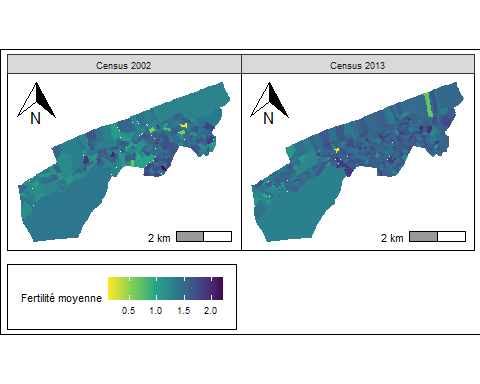 Census 2002
Census 2013
N
N
2 km
2 km
Fertilité moyenne
0.5 1.0 1.5 2.0